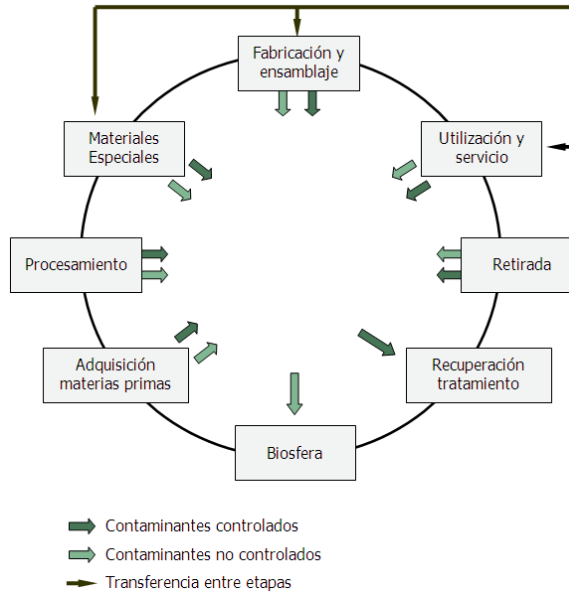 Fabricación y
ensamblaje
Materiales
Especiales
Utilización y
servicio
Procesamiento
Retirada
Adquisición
materias primas
Recuperación
tratamiento
Biosfera
Contaminantes controlados
Contaminantes no controlados
Transferencia entre etapas